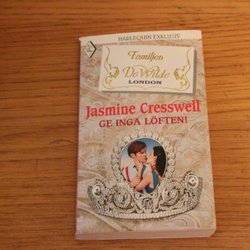 HARLEQUIN EXKLUSIV
Familjen
De Wilde
LONDON
Jasmine Cresswell
GE INGA LÖFTEN!